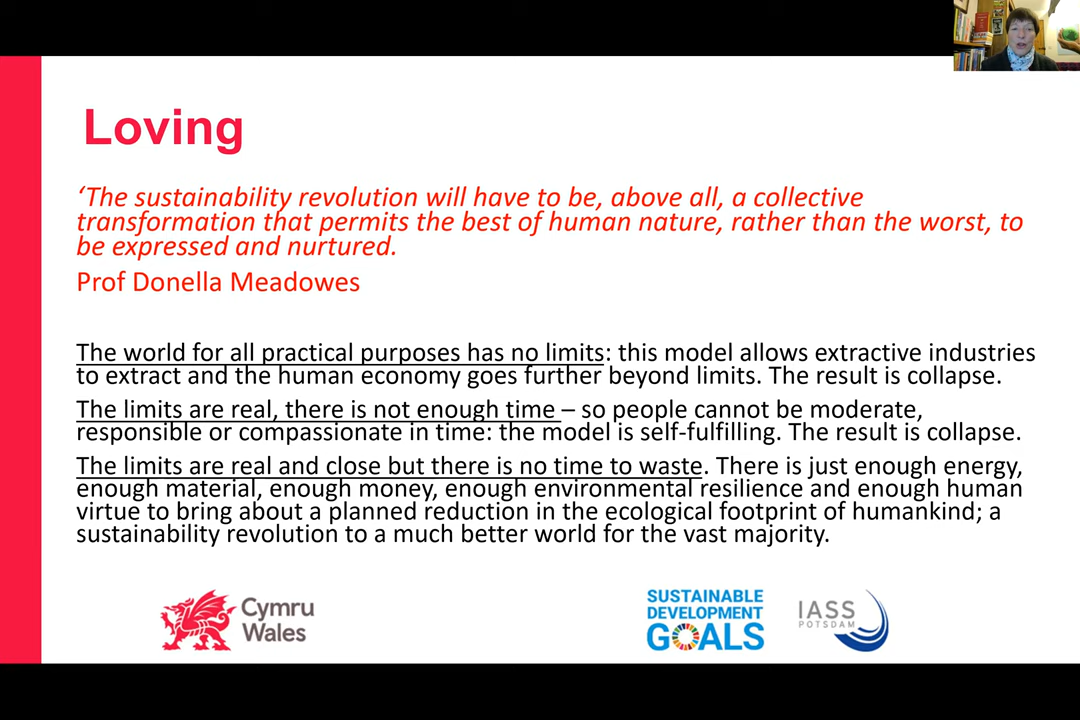 Loving
‘The sustainability revolution will have to be, above all, a collective
transformation that permits the best of human nature, rather than the worst, to
be expressed and nurtured.
Prof Donella Meadowes
The world for all practical purposes has no limits: this model allows extractive industries
to extract and the human economy goes further beyond limits. The result is collapse.
The limits are real, there is not enough time – so people cannot be moderate,
responsible or compassionate in time: the model is self-fulfilling. The result is collapse.
The limits are real and close but there is no time to waste. There is just enough energy,
enough material, enough money, enough environmental resilience and enough human
virtue to bring about a planned reduction in the ecological footprint of humankind; a
sustainability revolution to a much better world for the vast majority.
Cymru
Wales
SUSTAINABLE
DEVELOPMENT
GOALS
IASS
POTSDAM